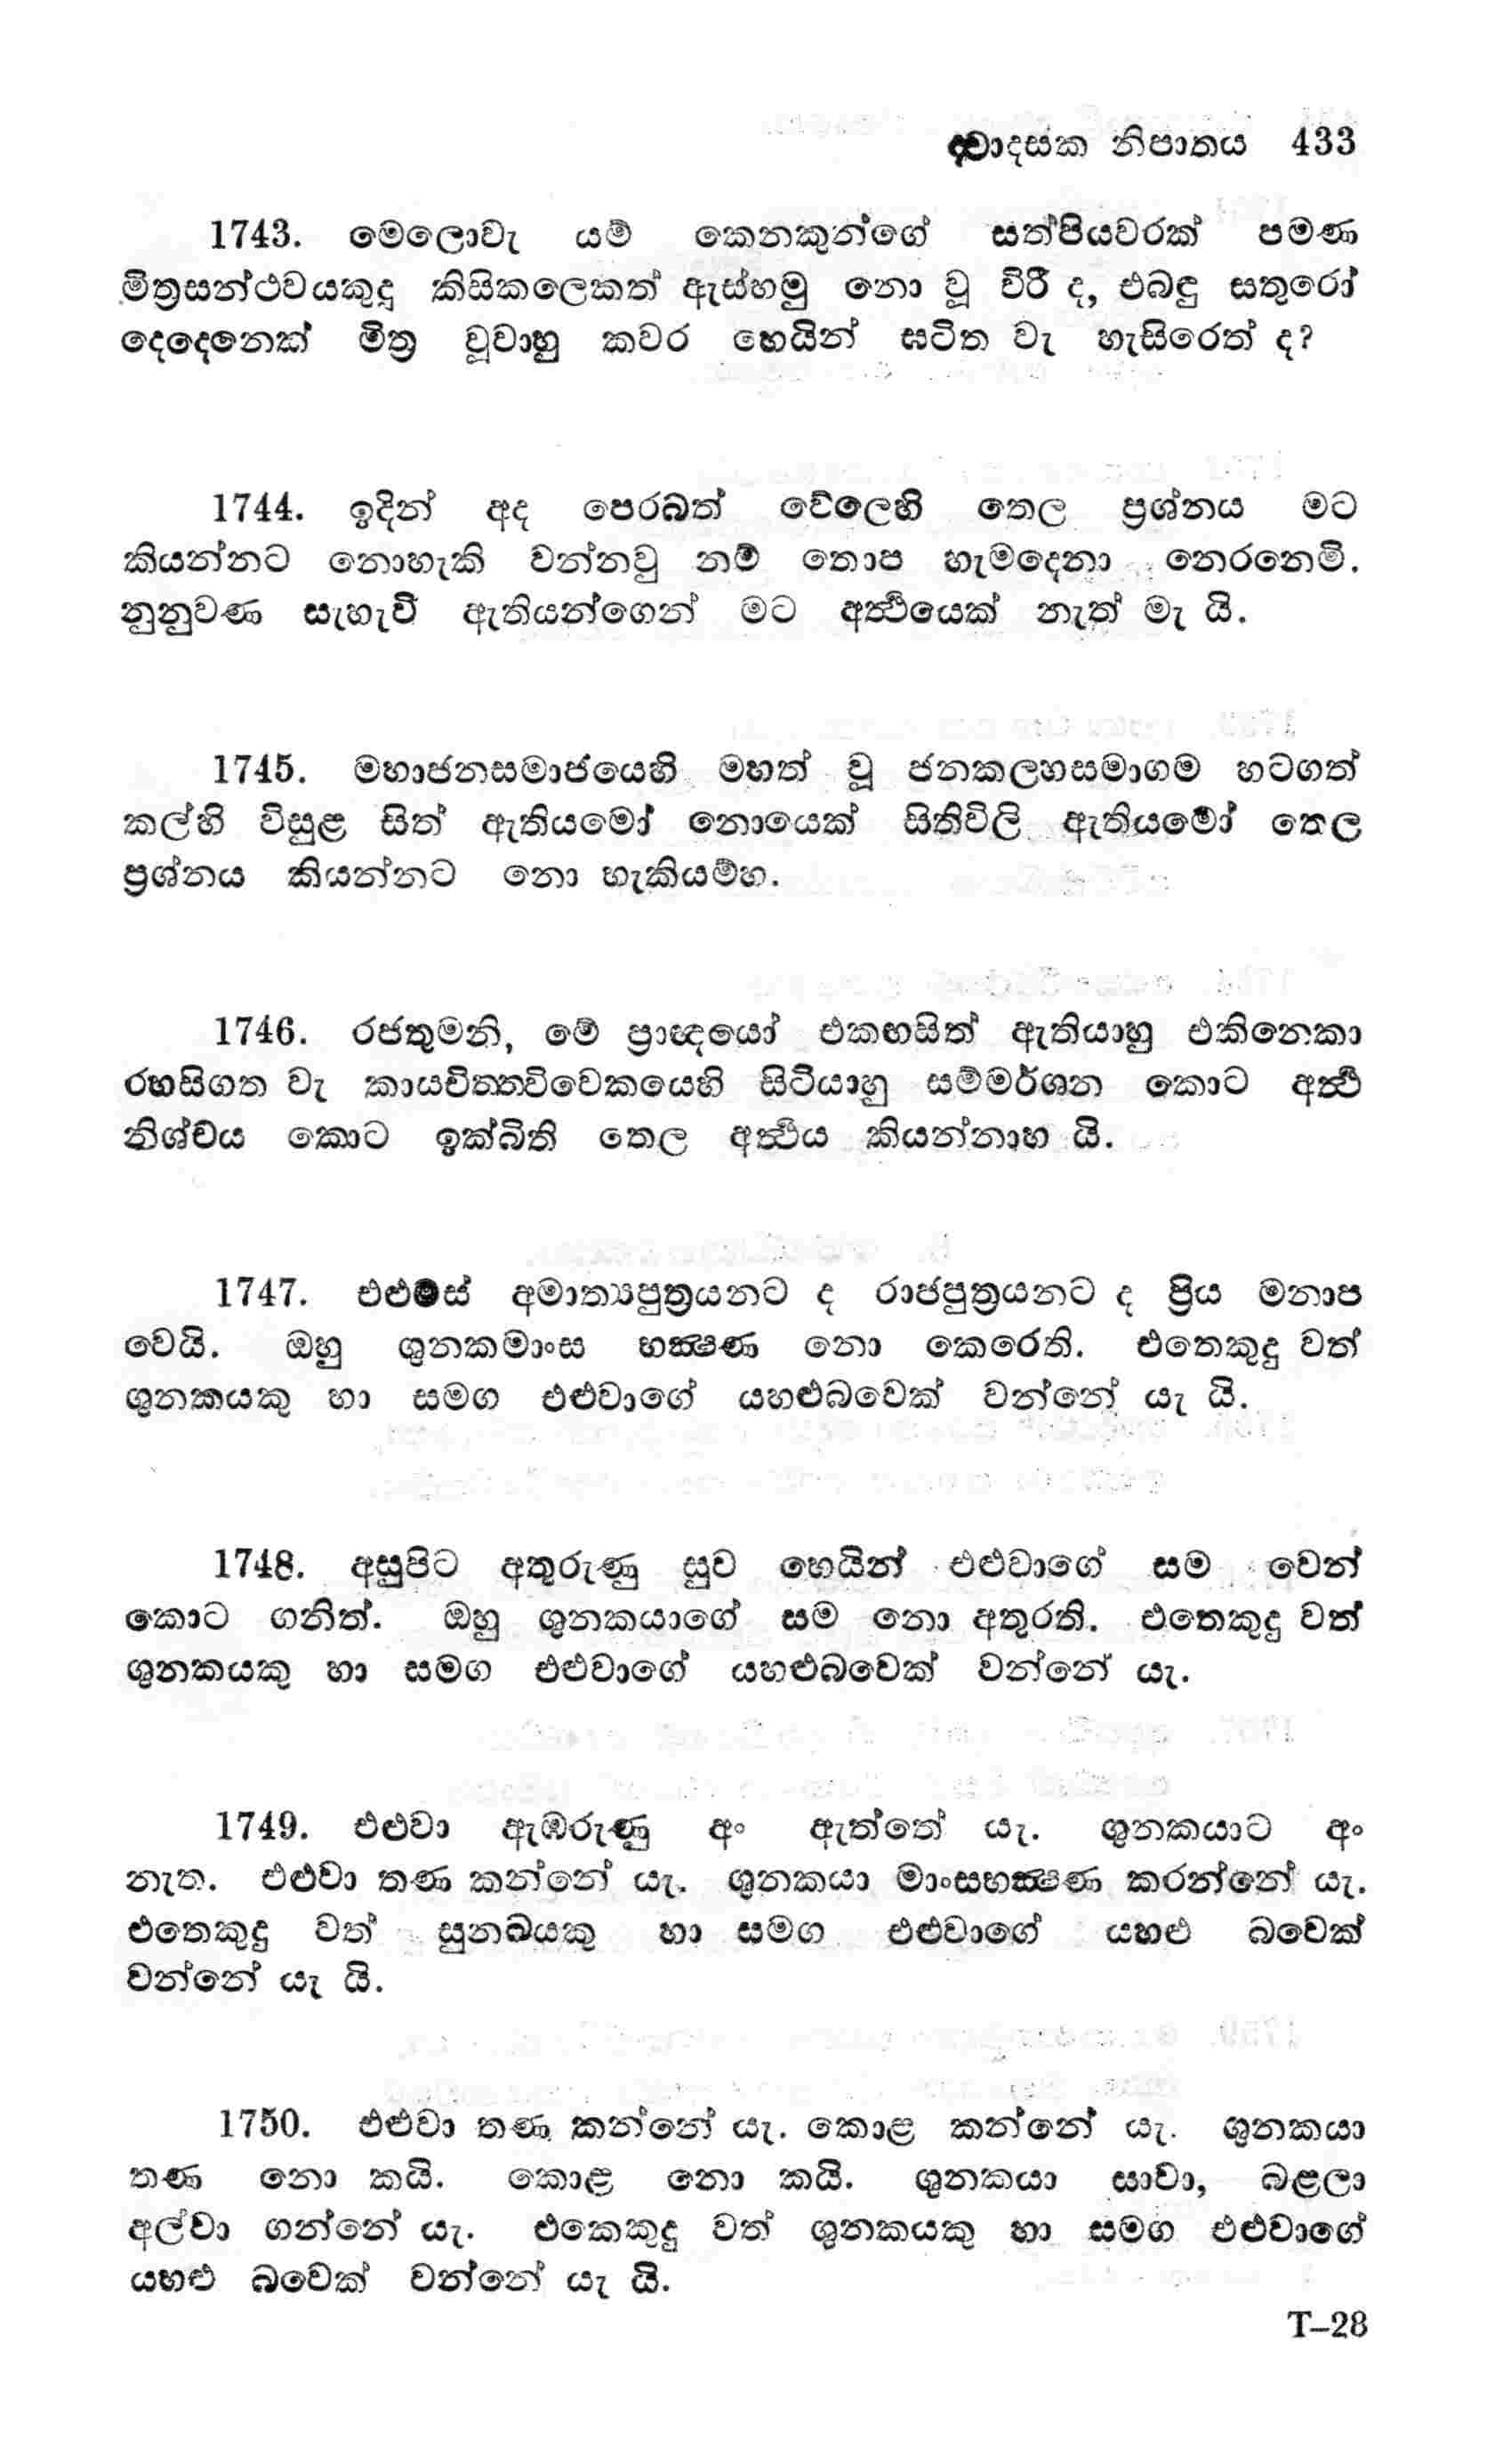 ද්වාදසක නිපාතය 433
1743. මෙලොවැ යම් කෙනකුන්ගේ සත්පියවරක් පමණ
මිත්‍රසන්ථවයකුදු කිසිකලෙකත් ඇස්හමු නො වූ විරී ද, එබඳු සතුරෝ
දෙදෙනෙක් මිත්‍ර වූවාහු කවර හෙයින් ඝටිත වැ හැසිරෙත් ද?
1744. ඉදින් අද පෙරබත් වේලෙහි තෙල ප්‍රශ්නය මට
කියන්නට නොහැකි වන්නවු නම් තොප හැමදෙනා නෙරනෙමි.
නුනුවණ සැහැවි ඇතියන්ගෙන් මට අර්‍ත්‍ථයෙක් නැත් මැ යි.
1745. මහාජනසමාජයෙහි මහත් වූ ජනකලහසමාගම හටගත්
කල්හි විසුළ සිත් ඇතියමෝ නොයෙක් සිතිවිලි ඇතියමෝ තෙල
ප්‍රශ්නය කියන්නට නො හැකියම්හ.
1746. රජතුමනි, මේ ප්‍රාඥයෝ එකඟසිත් ඇතියාහු එකිනෙකා
රහසිගත වැ කායචිත්තවිවෙකයෙහි සිටියාහු සම්මර්ශන කොට අර්‍ත්‍ථ
නිශ්චය කොට ඉක්බිති තෙල අර්‍ත්‍ථය කියන්නාහ යි.
1747. එළුමස් අමාත්‍යපුත්‍රයනට ද රාජපුත්‍රයනට ද ප්‍රිය මනාප
වෙයි. ඔහු ශුනකමාංස භක්‍ෂණ නො කෙරෙති. එතෙකුදු වත්
ශුනකයකු හා සමග එළුවාගේ යහළුබවෙක් වන්නේ යැ යි.
1748. අසුපිට අතුරුණු සුව හෙයින් එළුවාගේ සම වෙන්
කොට ගනිත්. ඔහු ශුනකයාගේ සම නො අතුරති. එතෙකුදු වත්
ශුනකයකු හා සමග එළුවාගේ යහළුබවෙක් වන්නේ යැ.
1749. එළුවා ඇඹරුණු අං ඇත්තේ යැ. ශුනකයාට අං
නැත. එළුවා තණ කන්නේ යැ. ශුනකයා මාංසභක්‍ෂණ කරන්නේ යැ.
එතෙකුදු වත් සුනඛයකු හා සමග එළුවාගේ යහළු බවෙක්
වන්නේ යැ යි.
1750. එළුවා තණ කන්නේ යැ. කොළ කන්නේ යැ. ශුනකයා
තණ නො කයි. කොළ නො කයි. ශුනකයා සාවා, බළලා
අල්වා ගන්නේ යැ. එකෙකුදු වත් ශුනකයකු හා සමග එළුවාගේ
යහළු බවෙක් වන්නේ යැ යි.
T–28